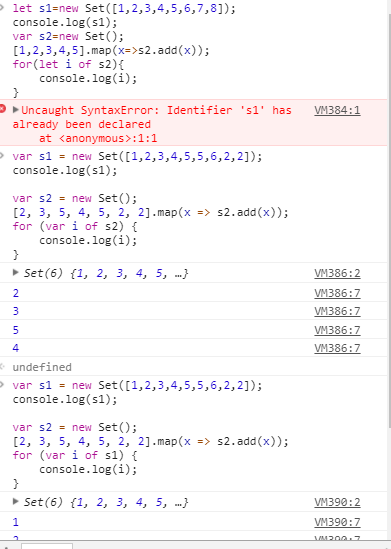 let s1=new Set([1,2,3,4,5,6,7,8]);
console.log(s1);
var s2=new Set();
[1,2,3,4,5].map(x=>s2.add(x));
for(let i of s2){
    console.log(i);
}
Uncaught SyntaxError: Identifier 's1' has VM384:1
already been declared
    at <anonymous>:1:1
var s1 = new Set([1,2,3,4,5,5,6,2,2]);
console.log(s1);
var s2 = new Set();
[2, 3, 5, 4, 5, 2, 2].map(x => s2.add(x));
for (var i of s2) {
    console.log(i);
}
Set(6) {1, 2, 3, 4, 5, …} VM386:2
2 VM386:7
3 VM386:7
5 VM386:7
4 VM386:7
undefined
var s1 = new Set([1,2,3,4,5,5,6,2,2]);
console.log(s1);
var s2 = new Set();
[2, 3, 5, 4, 5, 2, 2].map(x => s2.add(x));
for (var i of s1) {
    console.log(i);
}
Set(6) {1, 2, 3, 4, 5, …} VM390:2
1 VM390:7
2 VM390:7